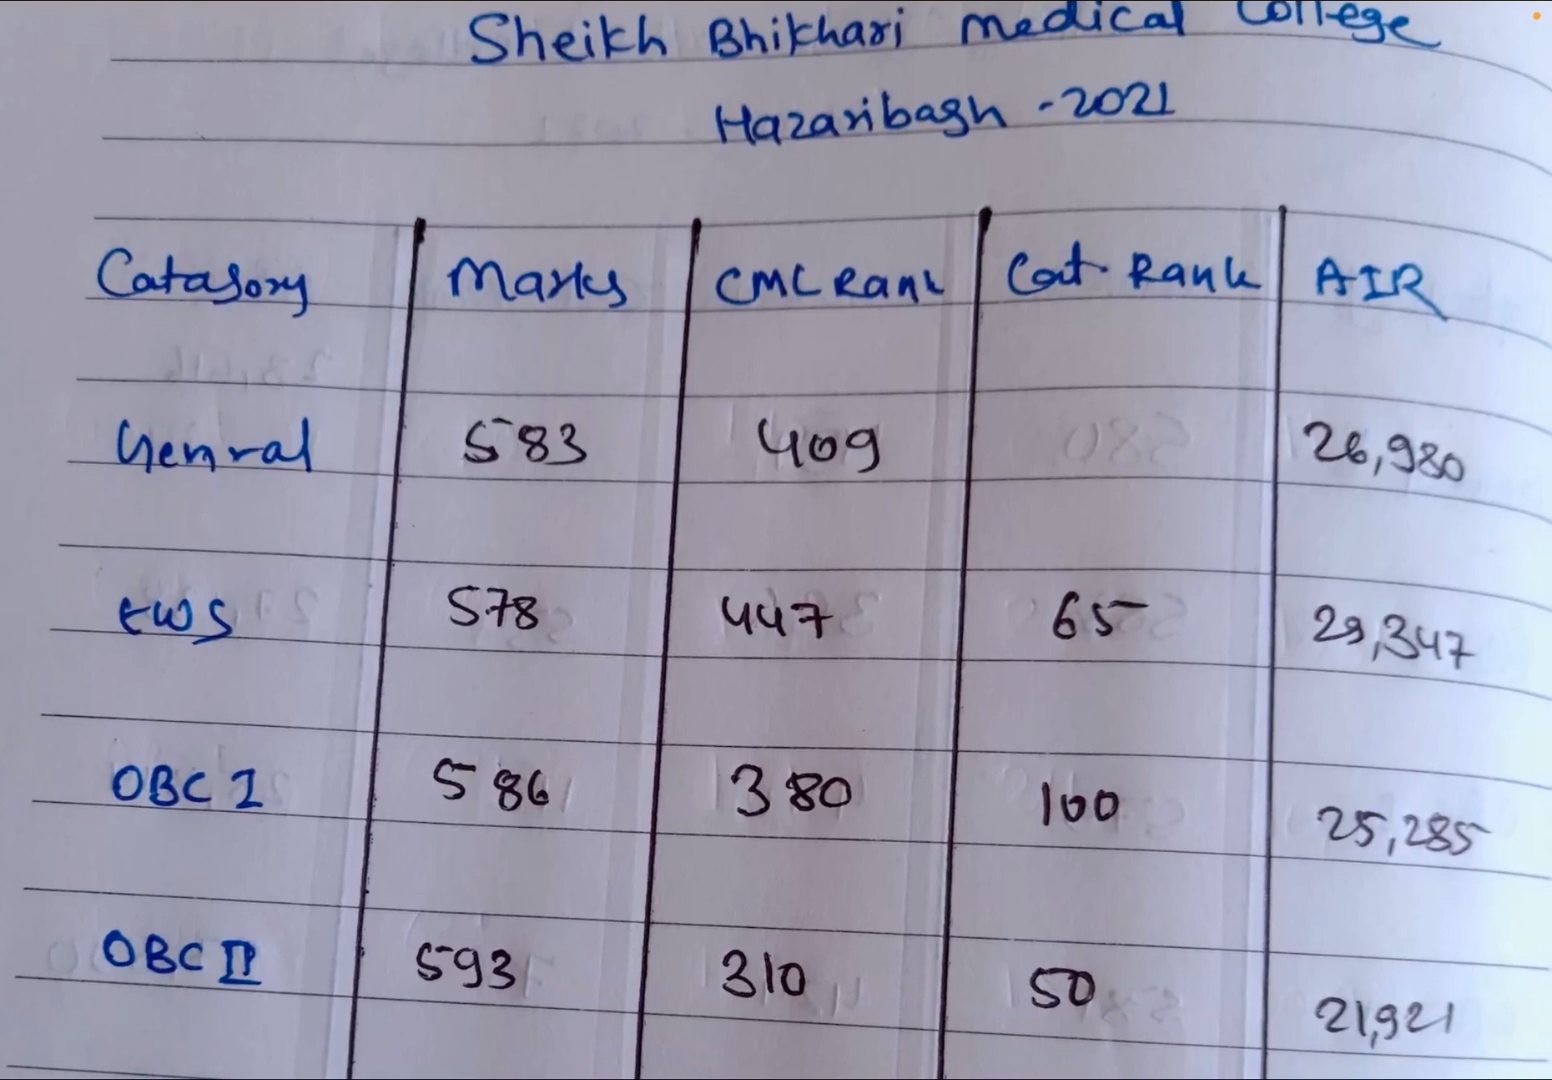 Sheikh Bhikhari Medical College
Hazaribagh - 2021
Catagory Marks CML Rank Cat. Rank AIR
Genral 583 409 26,980
EWS 578 447 65 29,347
OBC I 586 380 100 25,285
OBC II 593 310 50 21,921